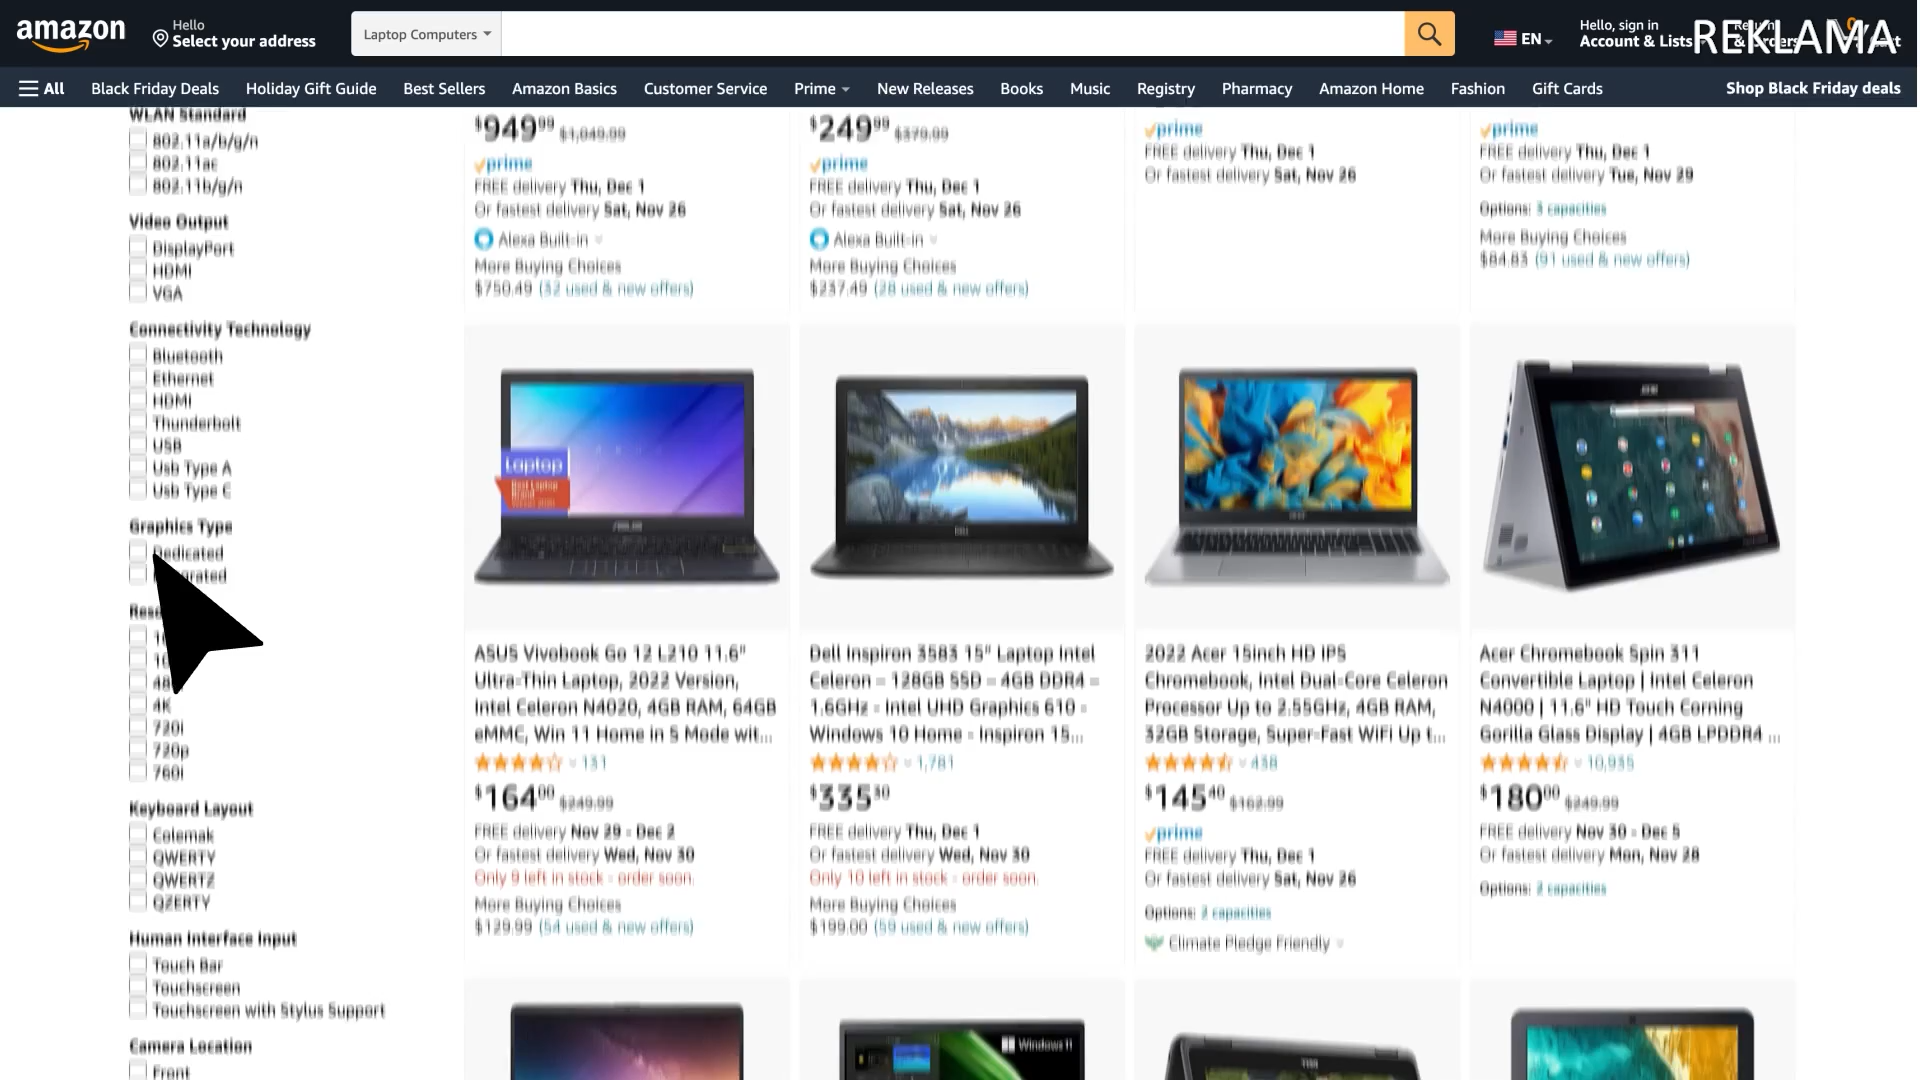 amazon
Hello
Select your address
Laptop Computers
EN
Hello, sign in
Account & Lists
REKLAMA
All
Black Friday Deals
Holiday Gift Guide
Best Sellers
Amazon Basics
Customer Service
Prime
New Releases
Books
Music
Registry
Pharmacy
Amazon Home
Fashion
Gift Cards
Shop Black Friday deals
WLAN Standard
802.11a/b/g/n
802.11ac
802.11b/g/n
Video Output
DisplayPort
HDMI
VGA
Connectivity Technology
Bluetooth
Ethernet
HDMI
Thunderbolt
USB
Usb Type A
Usb Type C
Graphics Type
Dedicated
4K
720i
720p
760i
Keyboard Layout
Colemak
QWERTY
QWERTZ
QZERTY
Human Interface Input
Touch Bar
Touchscreen
Touchscreen with Stylus Support
Camera Location
Front
$949.99 $1,049.99
prime
FREE delivery Thu, Dec 1
Or fastest delivery Sat, Nov 26
Alexa Built-in
More Buying Choices
$750.49 (32 used & new offers)
$249.99 $379.99
prime
FREE delivery Thu, Dec 1
Or fastest delivery Sat, Nov 26
Alexa Built-in
More Buying Choices
$237.49 (28 used & new offers)
prime
FREE delivery Thu, Dec 1
Or fastest delivery Sat, Nov 26
prime
FREE delivery Thu, Dec 1
Or fastest delivery Tue, Nov 29
Options: 3 capacities
More Buying Choices
$84.83 (91 used & new offers)
Laptop
ASUS Vivobook Go 12 L210 11.6"
Ultra-Thin Laptop, 2022 Version,
Intel Celeron N4020, 4GB RAM, 64GB
eMMC, Win 11 Home in S Mode wit...
131
$164.00 $249.99
FREE delivery Nov 29 - Dec 2
Or fastest delivery Wed, Nov 30
Only 9 left in stock - order soon.
More Buying Choices
$129.99 (54 used & new offers)
DELL
Dell Inspiron 3583 15" Laptop Intel
Celeron – 128GB SSD – 4GB DDR4 –
1.6GHz - Intel UHD Graphics 610 -
Windows 10 Home - Inspiron 15...
1,781
$335.30
FREE delivery Thu, Dec 1
Or fastest delivery Wed, Nov 30
Only 10 left in stock - order soon.
More Buying Choices
$199.00 (59 used & new offers)
2022 Acer 15inch HD IPS
Chromebook, Intel Dual-Core Celeron
Processor Up to 2.55GHz, 4GB RAM,
32GB Storage, Super-Fast WiFi Up t...
438
$145.40 $162.99
prime
FREE delivery Thu, Dec 1
Or fastest delivery Sat, Nov 26
Options: 2 capacities
Climate Pledge Friendly
Acer Chromebook Spin 311
Convertible Laptop | Intel Celeron
N4000 | 11.6" HD Touch Corning
Gorilla Glass Display | 4GB LPDDR4 ...
10,935
$180.00 $249.99
FREE delivery Nov 30 - Dec 5
Or fastest delivery Mon, Nov 28
Options: 2 capacities
Windows 11